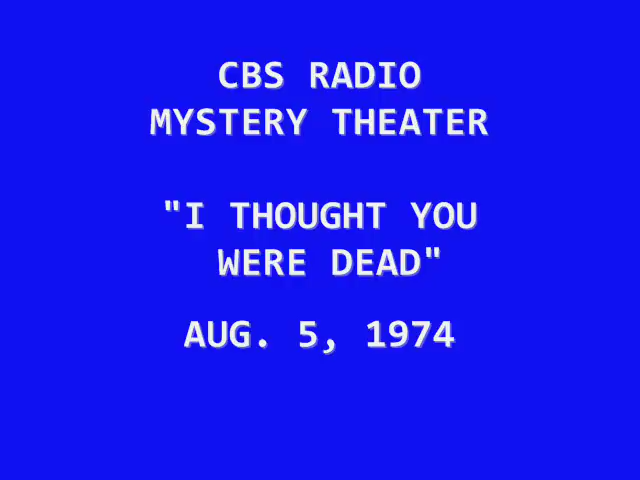 CBS RADIO
MYSTERY THEATER
"I THOUGHT YOU
WERE DEAD"
AUG. 5, 1974